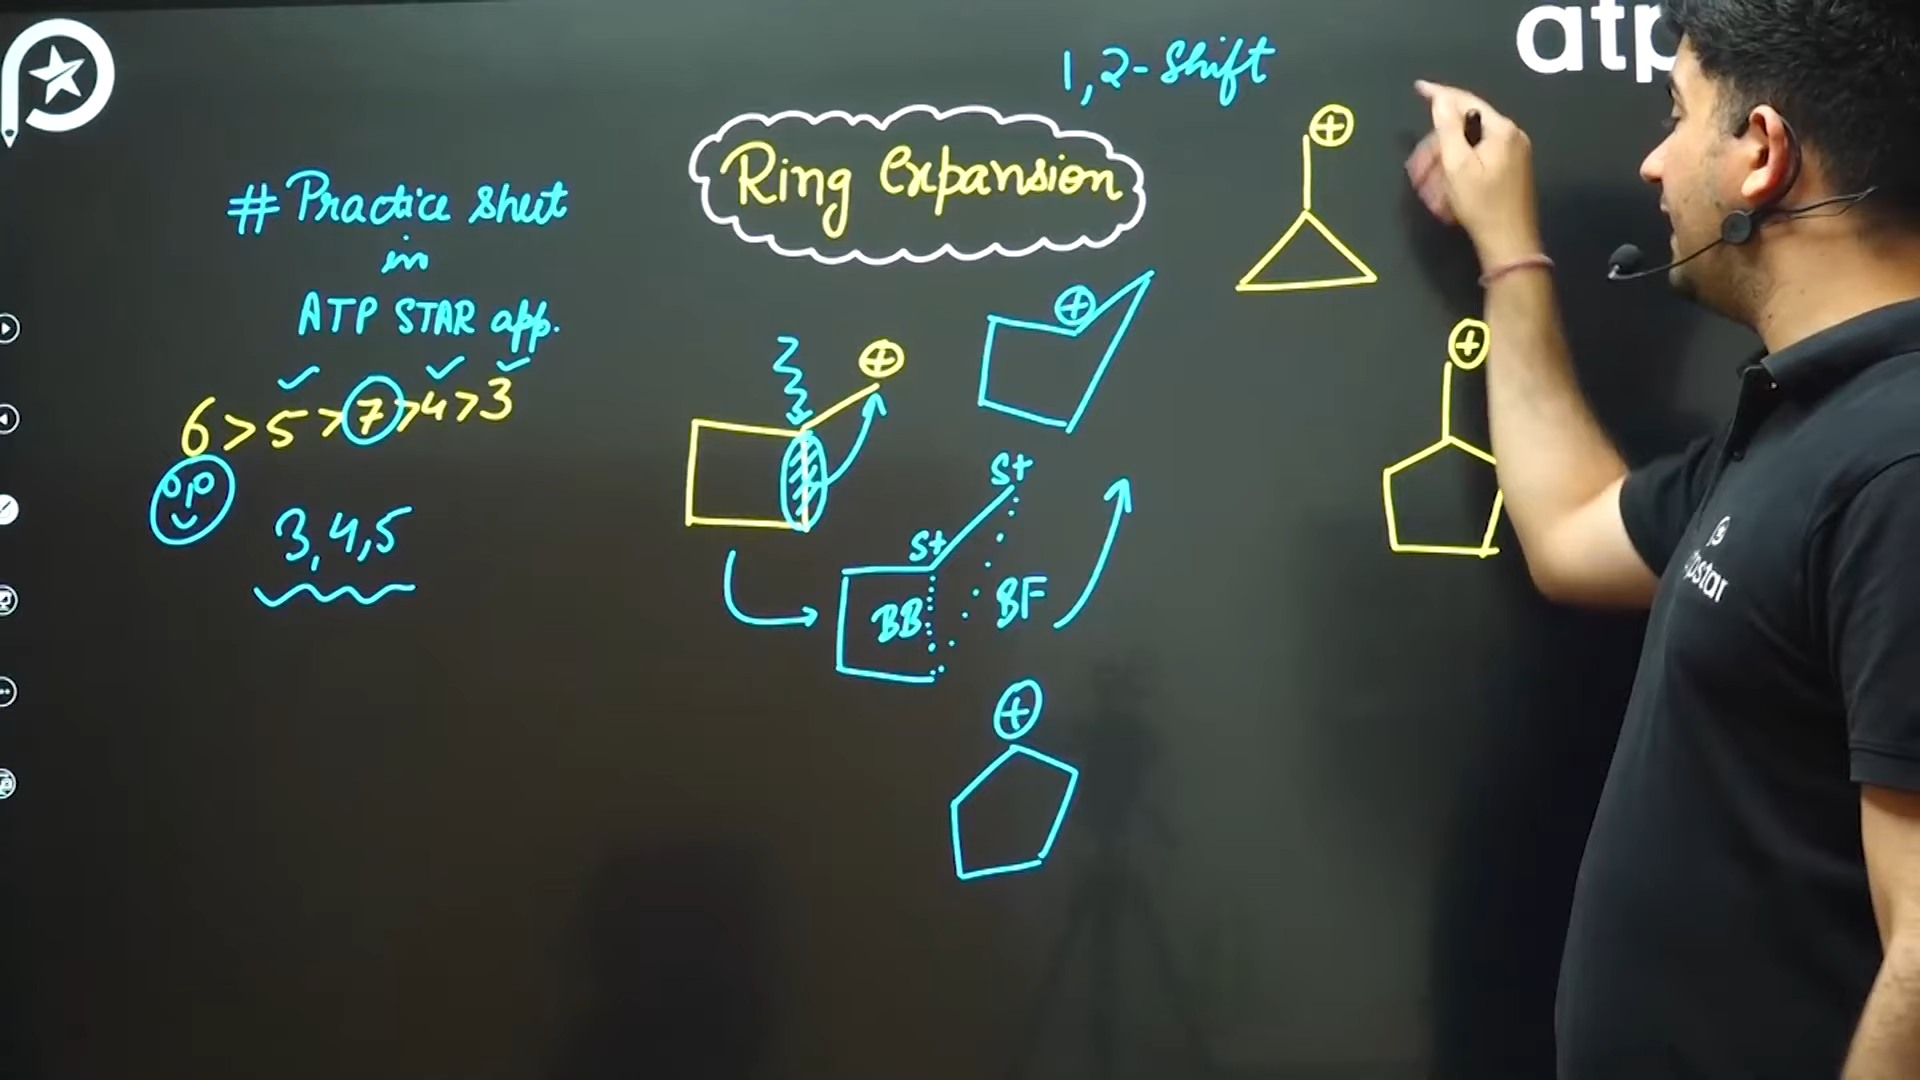 1,2-Shift
atp
Ring Expansion
# Practice sheet
in
ATP STAR app.
6>5>7>4>3
3,4,5
⊕
⊕
⊕
⊕
S+
S+
BB
BF
⊕